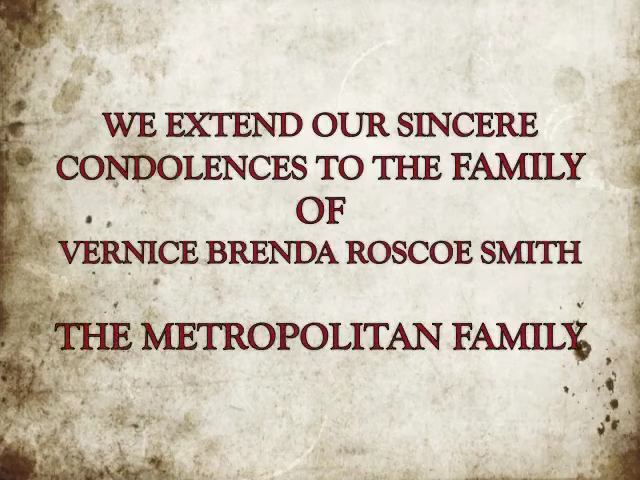 WE EXTEND OUR SINCERE
CONDOLENCES TO THE FAMILY
OF
VERNICE BRENDA ROSCOE SMITH
THE METROPOLITAN FAMILY